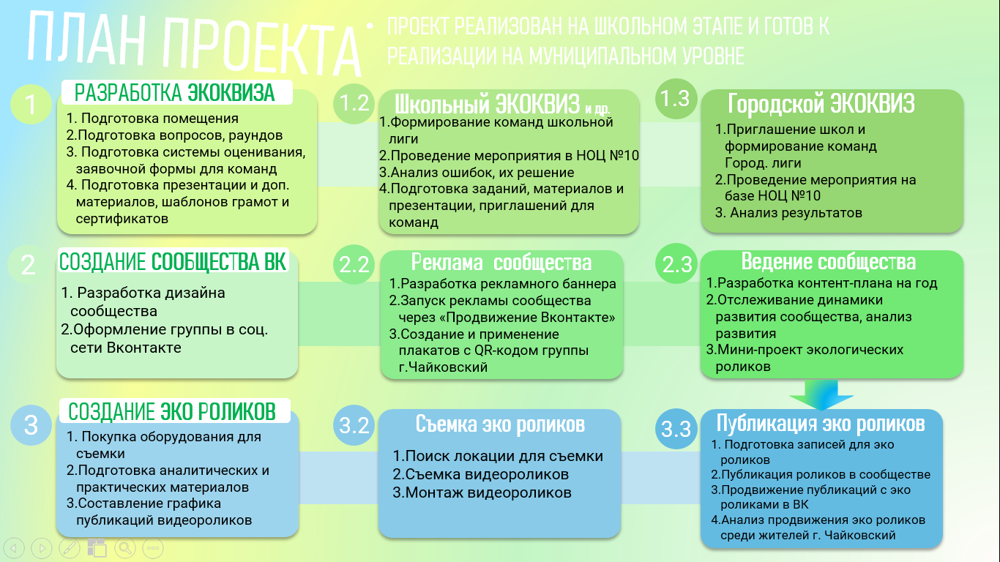 ПЛАН ПРОЕКТА
• ПРОЕКТ РЕАЛИЗОВАН НА ШКОЛЬНОМ ЭТАПЕ И ГОТОВ К
РЕАЛИЗАЦИИ НА МУНИЦИПАЛЬНОМ УРОВНЕ
1
РАЗРАБОТКА ЭКОКВИЗА
1. Подготовка помещения
2.Подготовка вопросов, раундов
3. Подготовка системы оценивания,
заявочной формы для команд
4. Подготовка презентации и доп.
материалов, шаблонов грамот и
сертификатов
1.2
Школьный ЭКОКВИЗ и др.
1.Формирование команд школьной
лиги
2.Проведение мероприятия в НОЦ №10
3.Анализ ошибок, их решение
4.Подготовка заданий, материалов и
презентации, приглашений для
команд
1.3
Городской ЭКОКВИЗ
1.Приглашение школ и
формирование команд
Город. лиги
2.Проведение мероприятия на
базе НОЦ №10
3. Анализ результатов
2
СОЗДАНИЕ СООБЩЕСТВА ВК
1. Разработка дизайна
сообщества
2.Оформление группы в соц.
сети Вконтакте
2.2
Реклама сообщества
1.Разработка рекламного баннера
2.Запуск рекламы сообщества
через «Продвижение Вконтакте»
3.Создание и применение
плакатов с QR-кодом группы
г.Чайковский
2.3
Ведение сообщества
1.Разработка контент-плана на год
2.Отслеживание динамики
развития сообщества, анализ
развития
3.Мини-проект экологических
роликов
3
СОЗДАНИЕ ЭКО РОЛИКОВ
1. Покупка оборудования для
съемки
2.Подготовка аналитических и
практических материалов
3.Составление графика
публикаций видеороликов
3.2
Съемка эко роликов
1.Поиск локации для съемки
2.Съемка видеороликов
3.Монтаж видеороликов
3.3
Публикация эко роликов
1. Подготовка записей для эко
роликов
2.Публикация роликов в сообществе
3.Продвижение публикаций с эко
роликами в ВК
4.Анализ продвижения эко роликов
среди жителей г. Чайковский